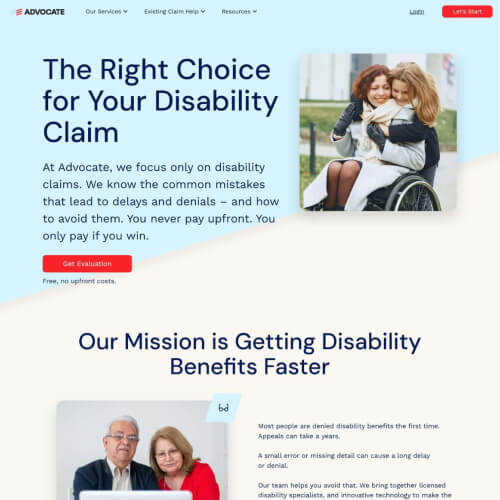 ADVOCATE
Our Services
Existing Claim Help
Resources
Login
Let's Start
The Right Choice
for Your Disability
Claim
At Advocate, we focus only on disability
claims. We know the common mistakes
that lead to delays and denials – and how
to avoid them. You never pay upfront. You
only pay if you win.
Get Evaluation
Free, no upfront costs.
Our Mission is Getting Disability
Benefits Faster
Most people are denied disability benefits the first time.
Appeals can take a years.
A small error or missing detail can cause a long delay
or denial.
Our team helps you avoid that. We bring together licensed
disability specialists, and innovative technology to make the